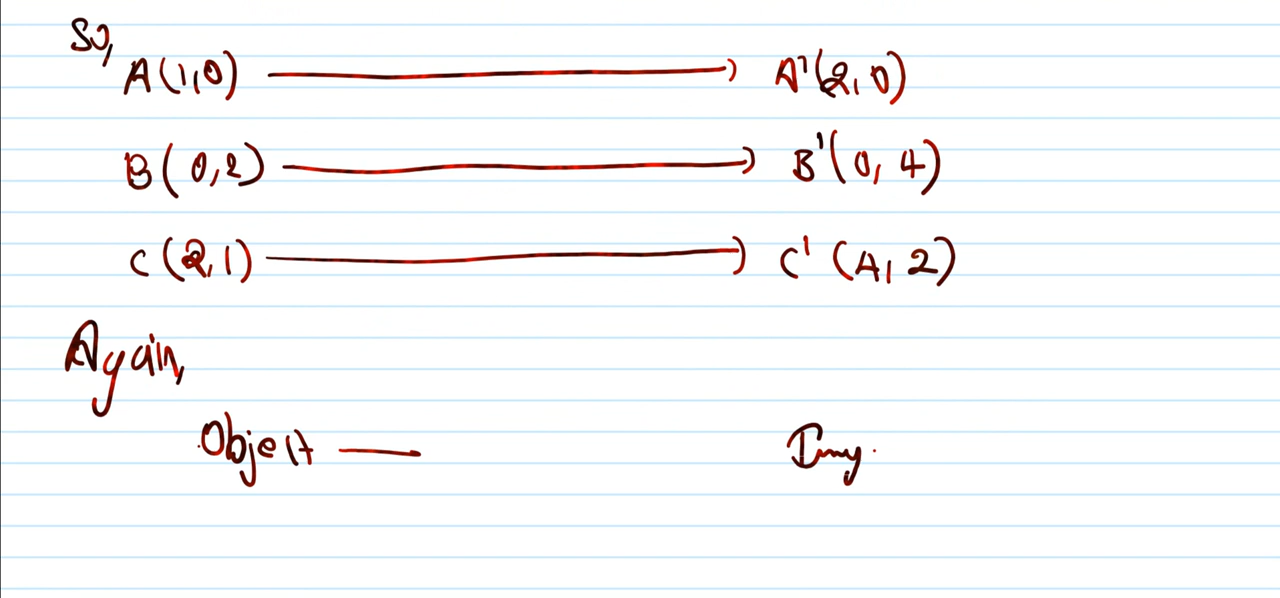 So,
A(1,0) → A'(2,0)
B(0,2) → B'(0,4)
C(2,1) → C'(4,2)
Again,
Object —